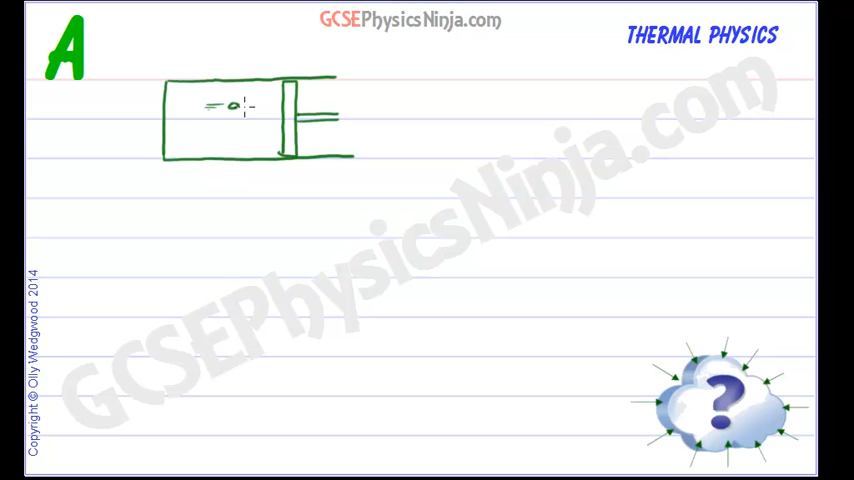 GCSEPhysicsNinja.com
A
THERMAL PHYSICS
GCSEPhysicsNinja.com
?
Copyright © Olly Wedgwood 2014